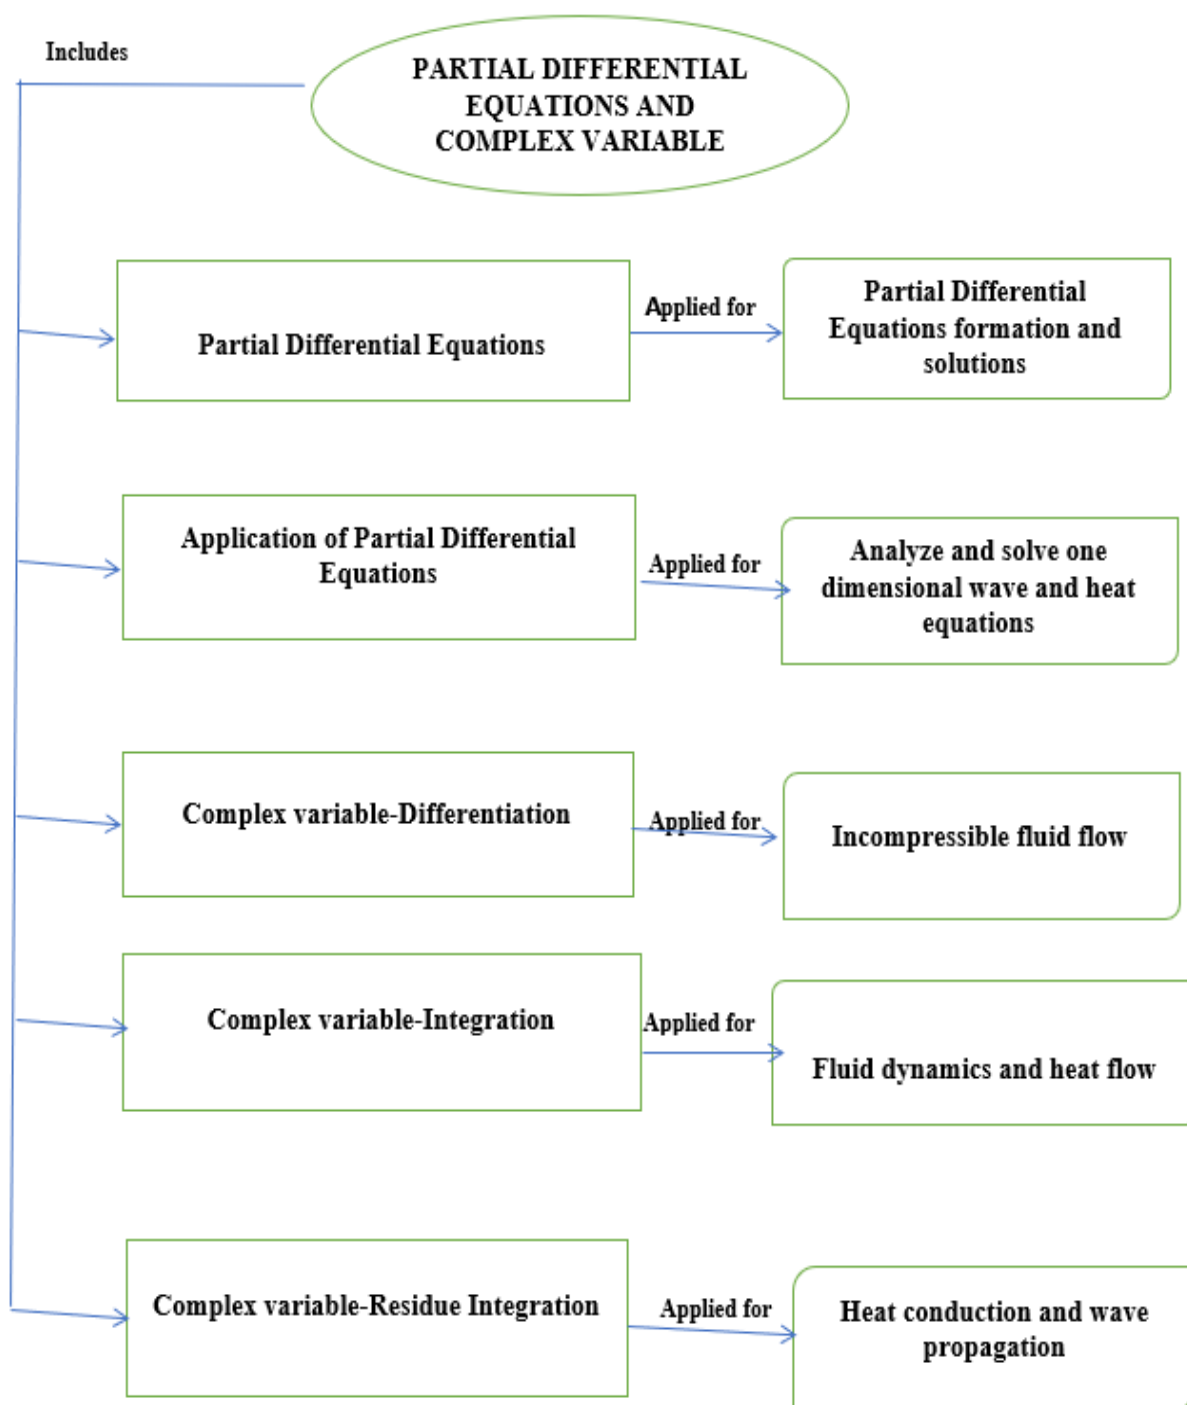 Includes
PARTIAL DIFFERENTIAL
EQUATIONS AND
COMPLEX VARIABLE
Partial Differential Equations
Applied for
Partial Differential
Equations formation and
solutions
Application of Partial Differential
Equations
Applied for
Analyze and solve one
dimensional wave and heat
equations
Complex variable-Differentiation
Applied for
Incompressible fluid flow
Complex variable-Integration
Applied for
Fluid dynamics and heat flow
Complex variable-Residue Integration
Applied for
Heat conduction and wave
propagation